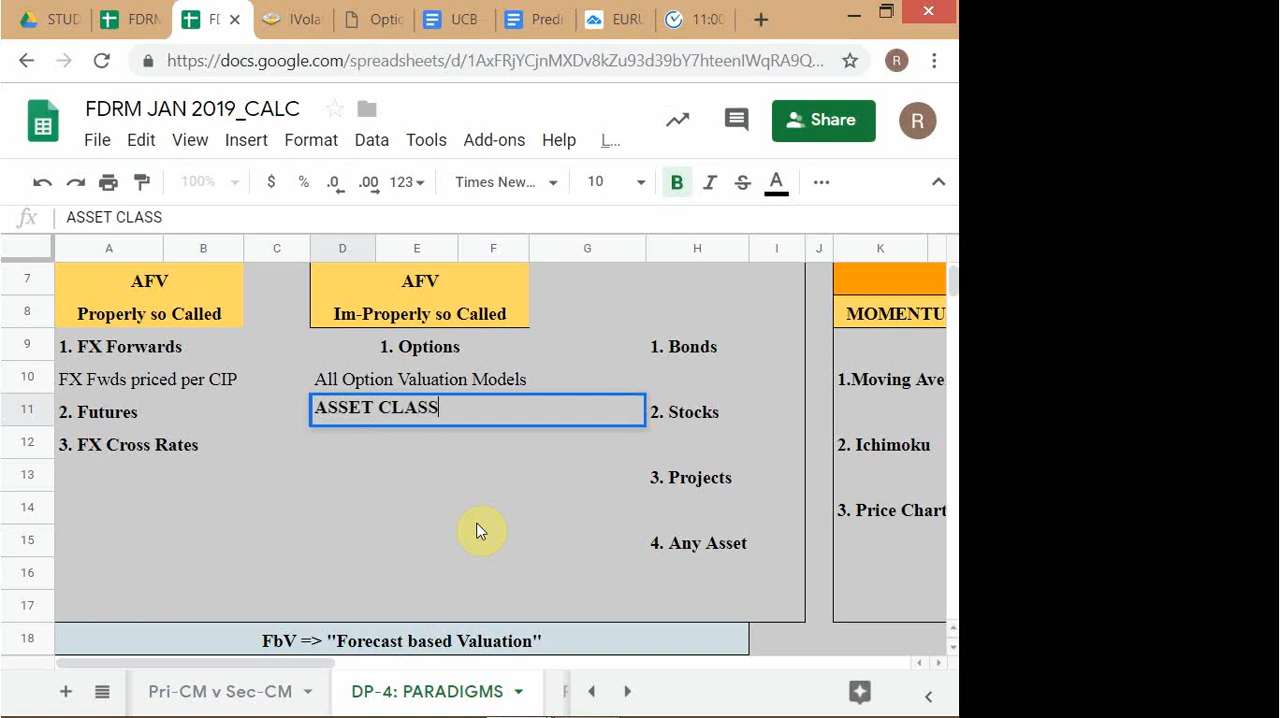 STUD
FDRM
FD
IVola
Optic
UCB
Predi
EURU
11:00
https://docs.google.com/spreadsheets/d/1AxFRjYCjnMXDv8kZu93d39bY7hteenIWqRA9Q...
R
FDRM JAN 2019_CALC
File Edit View Insert Format Data Tools Add-ons Help L...
Share
R
100% $ % .0 .00 123 Times New... 10 B I S A ...
fx ASSET CLASS
A B C D E F G H I J K
7 AFV AFV
8 Properly so Called Im-Properly so Called MOMENTU
9 1. FX Forwards 1. Options 1. Bonds
10 FX Fwds priced per CIP All Option Valuation Models 1.Moving Ave
11 2. Futures ASSET CLASS 2. Stocks
12 3. FX Cross Rates 2. Ichimoku
13 3. Projects
14 3. Price Chart
15 4. Any Asset
16
17
18 FbV => "Forecast based Valuation"
Pri-CM v Sec-CM DP-4: PARADIGMS